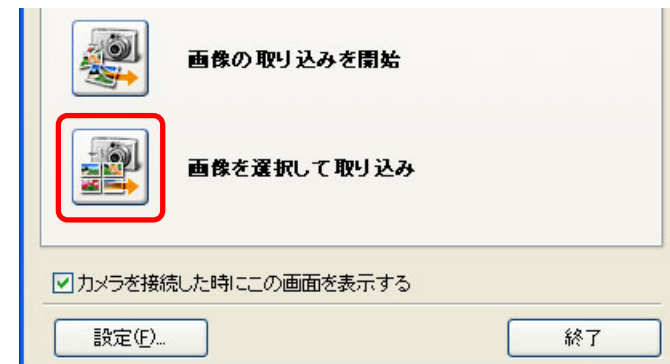 画像の取り込みを開始
画像を選択して取り込み
カメラを接続した時にこの画面を表示する
設定(F)...
終了